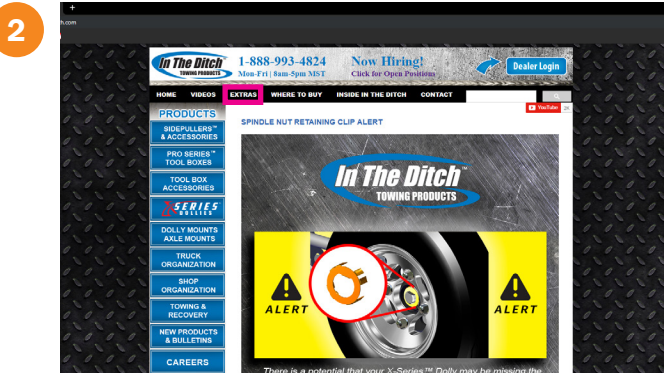 2
+
h.com
In The Ditch
TOWING PRODUCTS
1-888-993-4824
Mon-Fri | 8am-5pm MST
Now Hiring!
Click for Open Positions
Dealer Login
HOME VIDEOS EXTRAS WHERE TO BUY INSIDE IN THE DITCH CONTACT
YouTube
PRODUCTS
SIDEPULLERS™
& ACCESSORIES
PRO SERIES™
TOOL BOXES
TOOL BOX
ACCESSORIES
X SERIES
DOLLIES
DOLLY MOUNTS
AXLE MOUNTS
TRUCK
ORGANIZATION
SHOP
ORGANIZATION
TOWING &
RECOVERY
NEW PRODUCTS
& BULLETINS
CAREERS
SPINDLE NUT RETAINING CLIP ALERT
In The Ditch™
TOWING PRODUCTS
ALERT
ALERT
There is a potential that your X-Series™ Dolly may be missing the